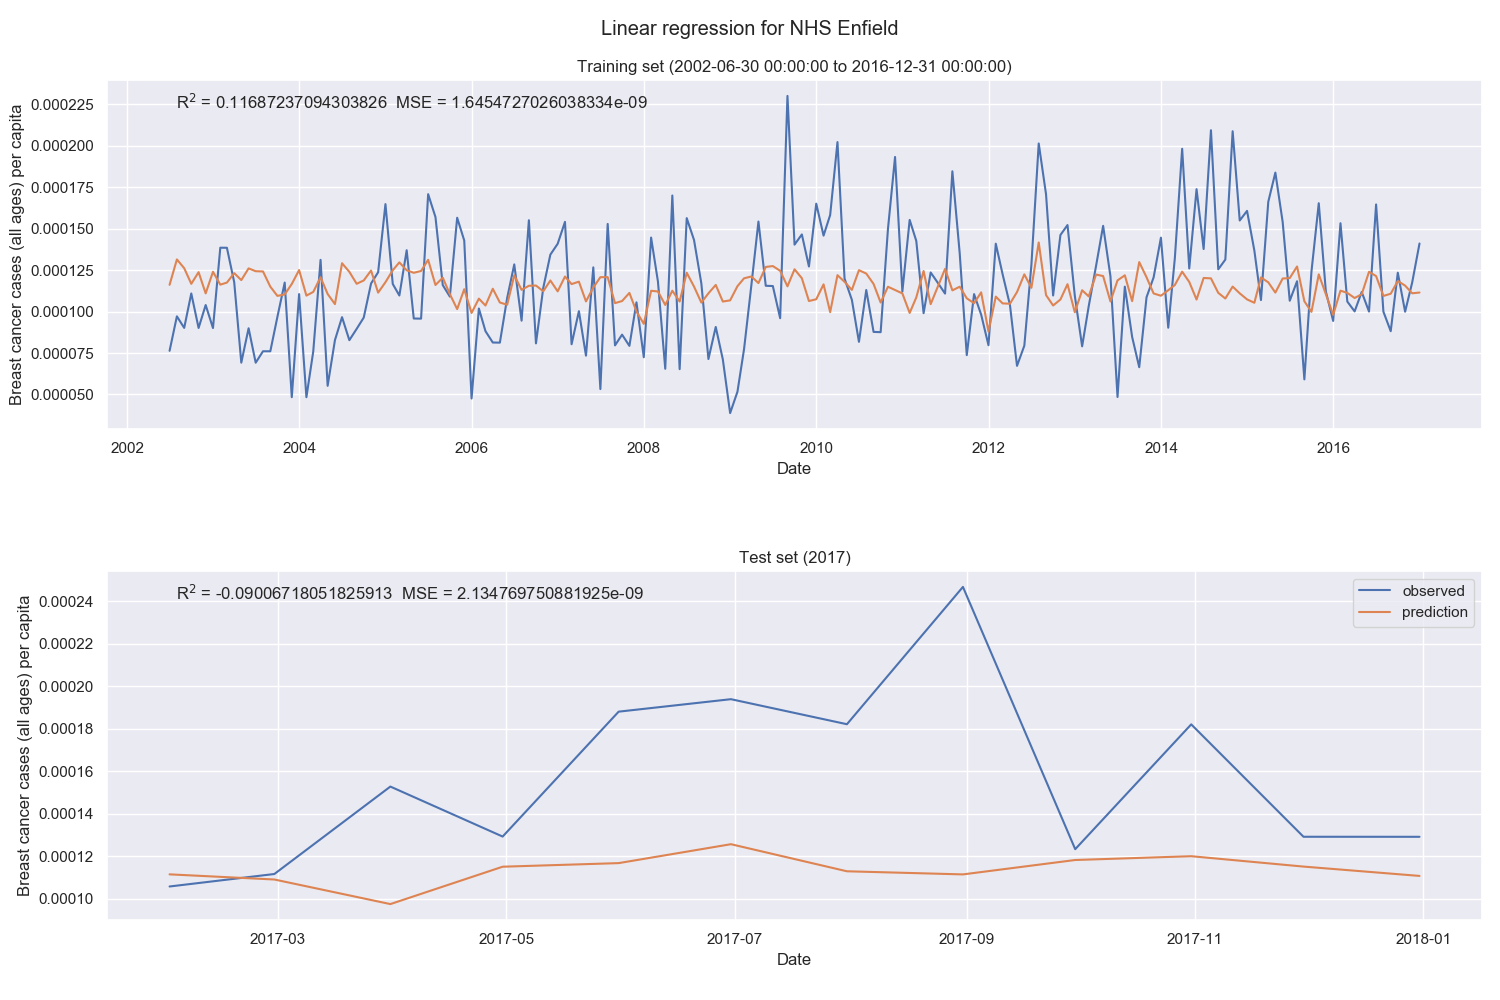 Linear regression for NHS Enfield
Training set (2002-06-30 00:00:00 to 2016-12-31 00:00:00)
R² = 0.11687237094303826 MSE = 1.6454727026038334e-09
Breast cancer cases (all ages) per capita
0.000225
0.000200
0.000175
0.000150
0.000125
0.000100
0.000075
0.000050
2002 2004 2006 2008 2010 2012 2014 2016
Date
Test set (2017)
R² = -0.09006718051825913 MSE = 2.134769750881925e-09
observed
prediction
Breast cancer cases (all ages) per capita
0.00024
0.00022
0.00020
0.00018
0.00016
0.00014
0.00012
0.00010
2017-03 2017-05 2017-07 2017-09 2017-11 2018-01
Date